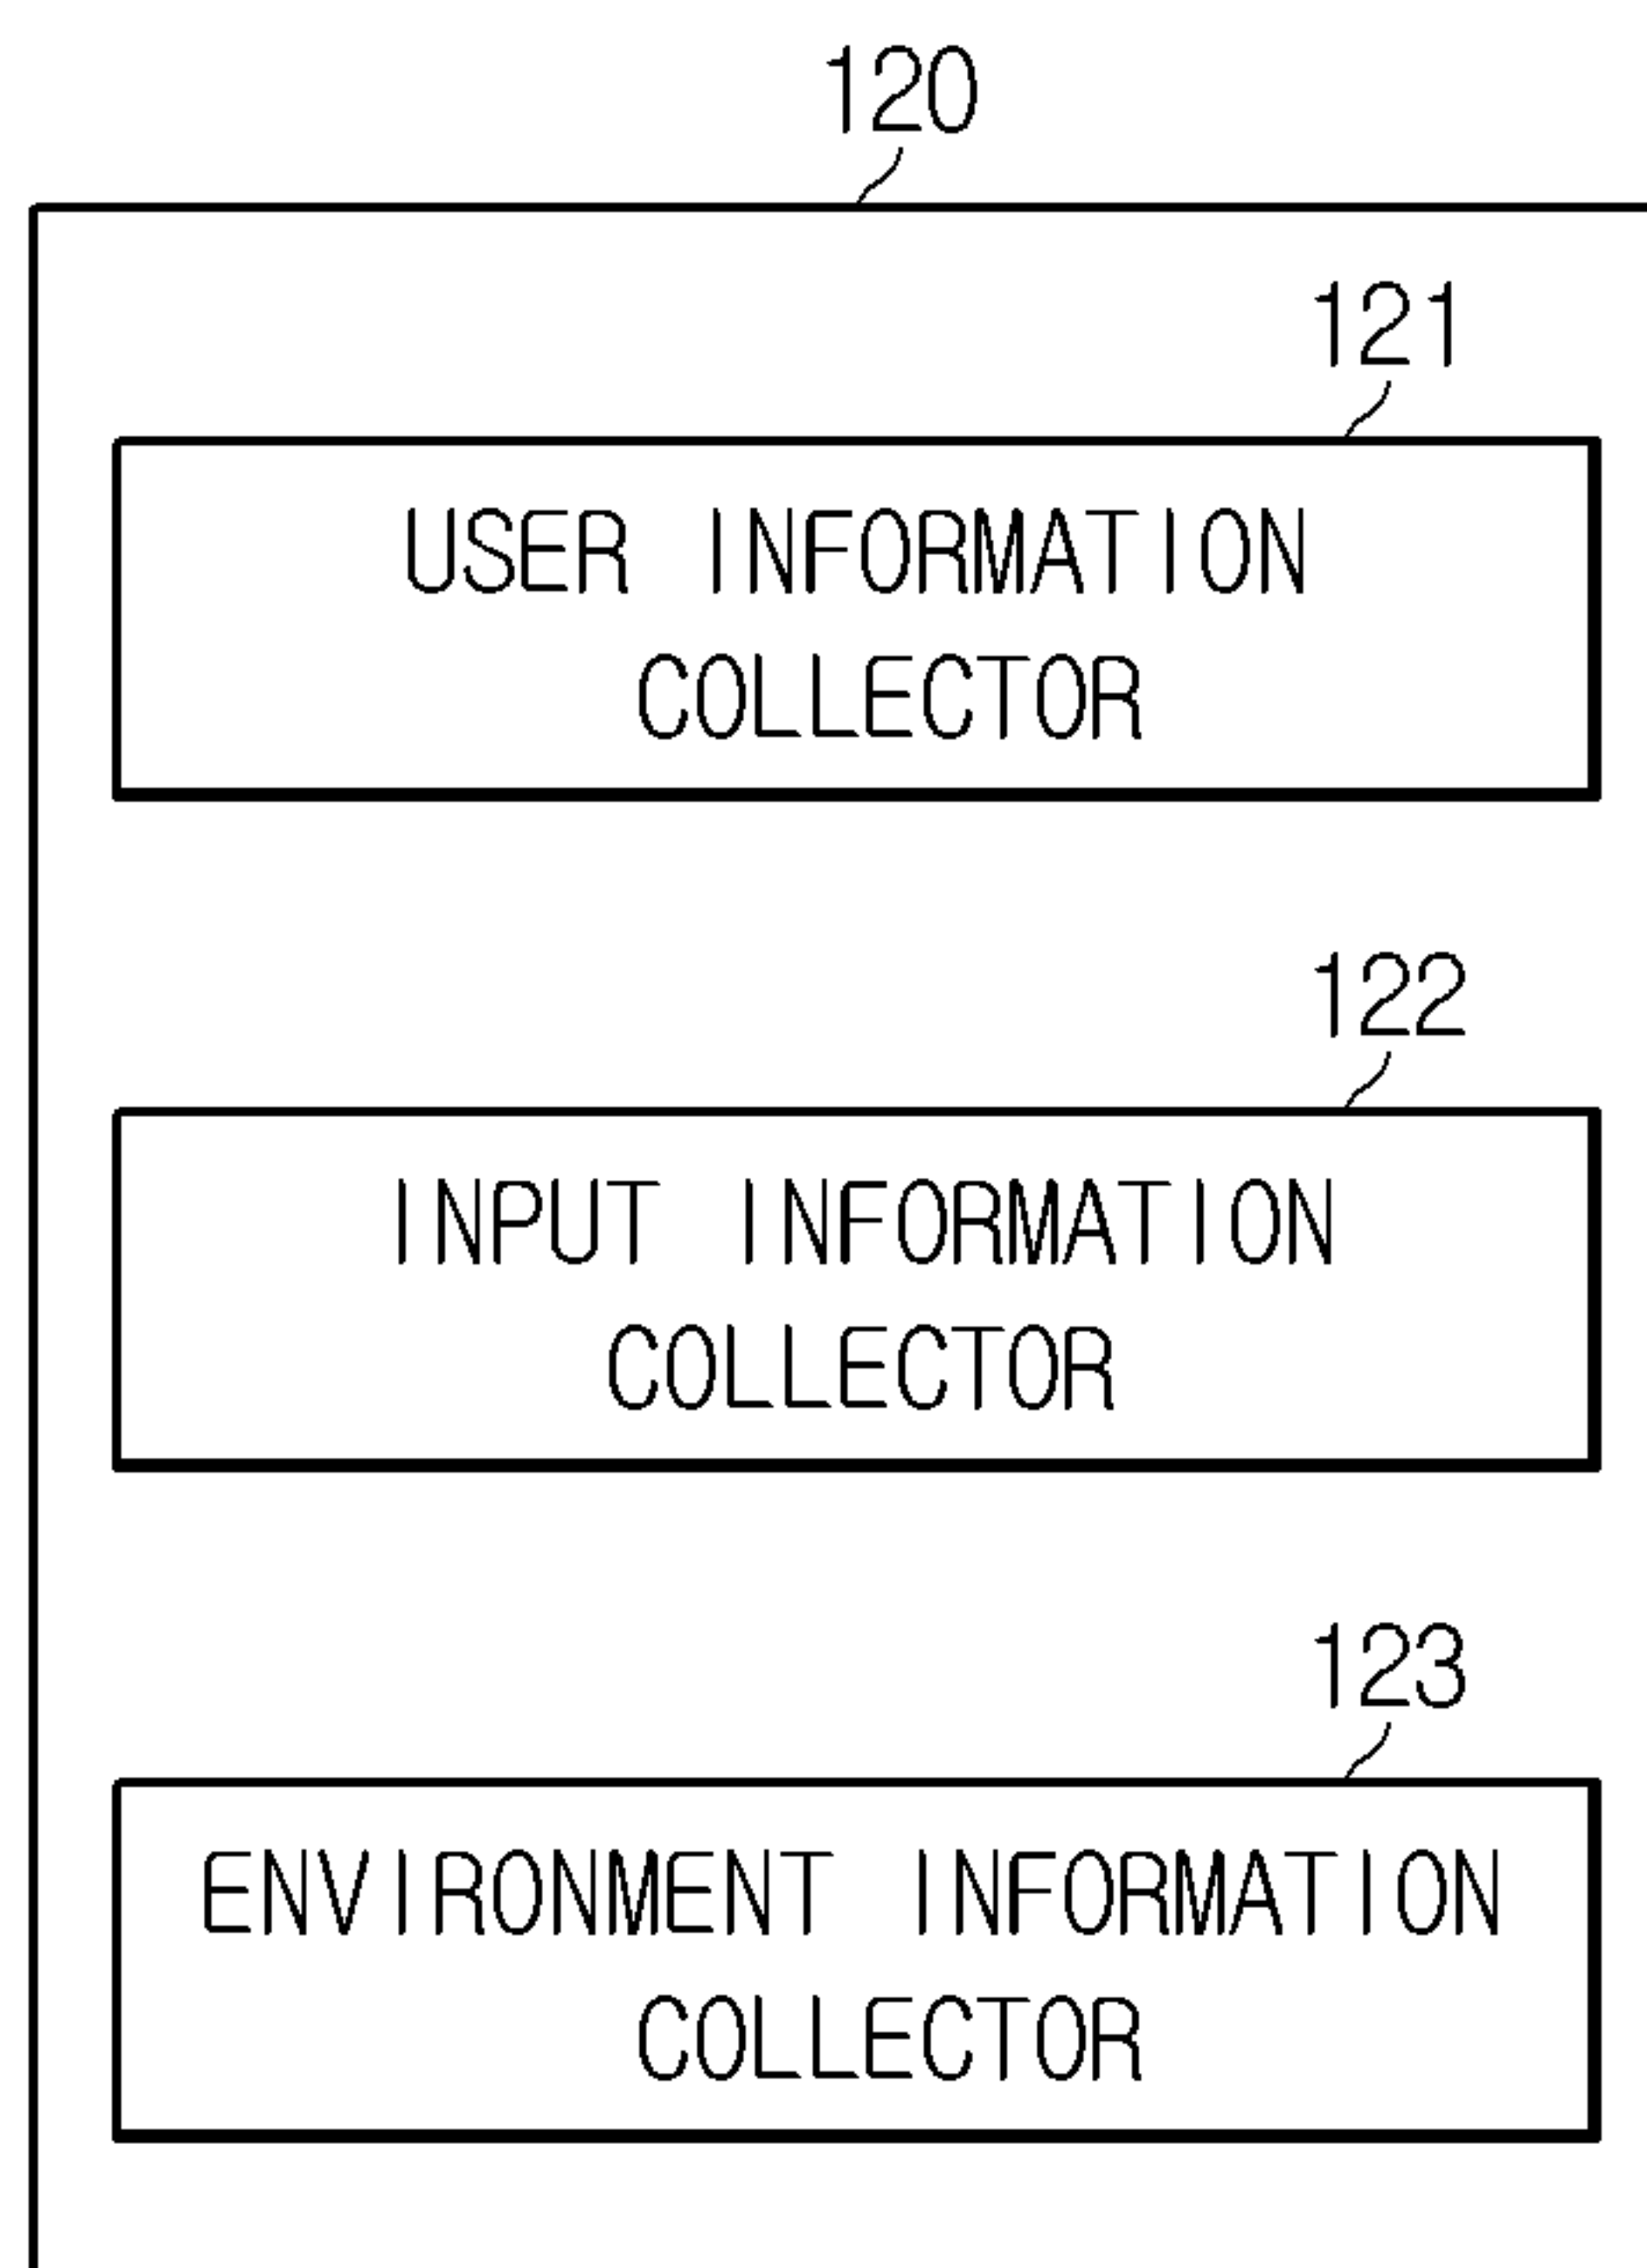 120
121
USER INFORMATION
COLLECTOR
122
INPUT INFORMATION
COLLECTOR
123
ENVIRONMENT INFORMATION
COLLECTOR